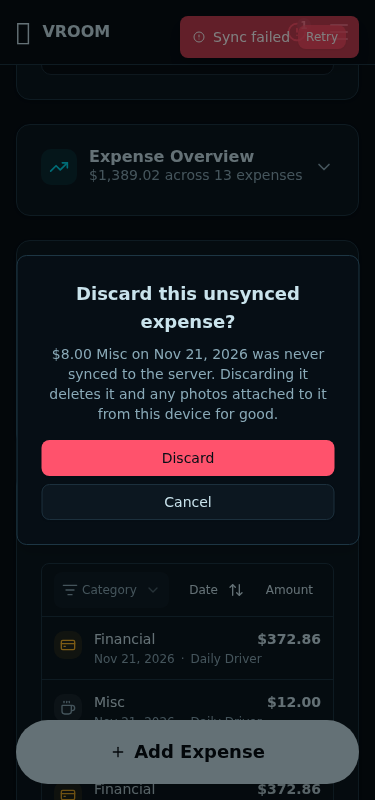 VROOM
Sync failed
Retry
Expense Overview
$1,389.02 across 13 expenses
Discard this unsynced
expense?
$8.00 Misc on Nov 21, 2026 was never
synced to the server. Discarding it
deletes it and any photos attached to it
from this device for good.
Discard
Cancel
Category Date Amount
Financial $372.86
Nov 21, 2026 · Daily Driver
Misc $12.00
+ Add Expense
Financial $372.86